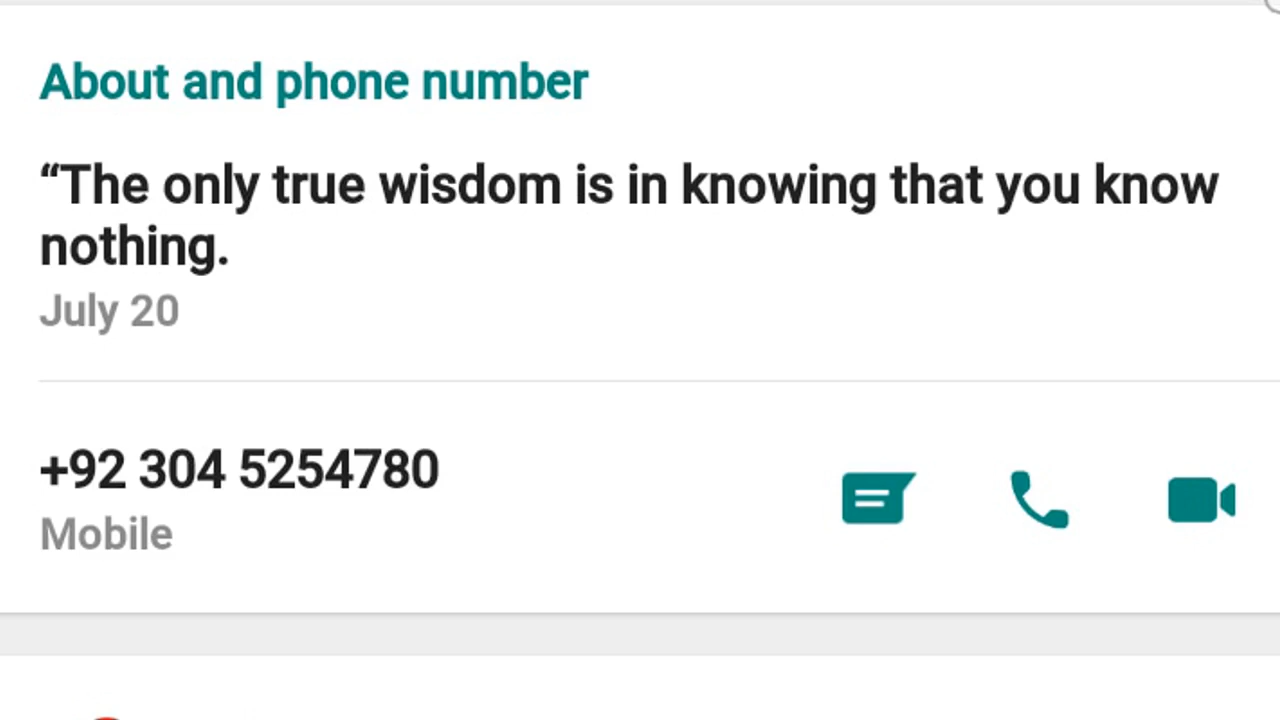 About and phone number
“The only true wisdom is in knowing that you know
nothing.
July 20
+92 304 5254780
Mobile